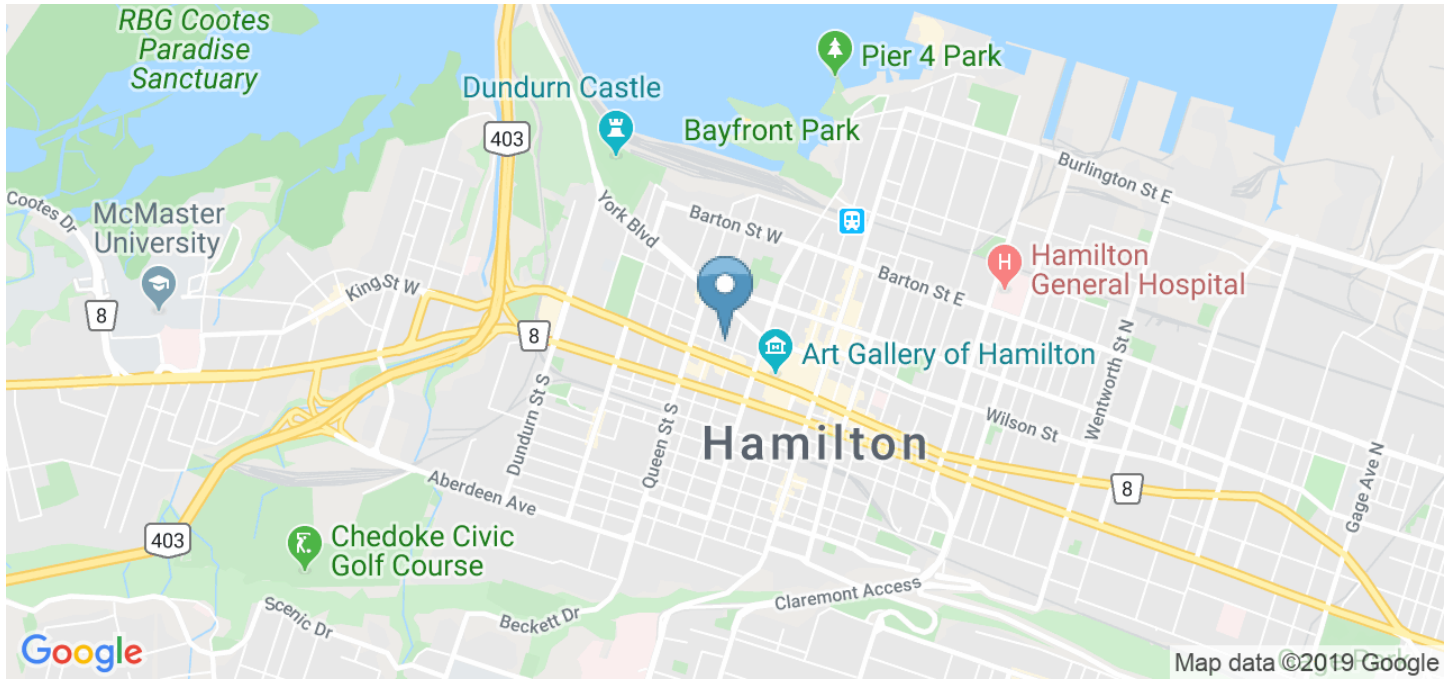 RBG Cootes
Paradise
Sanctuary
Pier 4 Park
Dundurn Castle
Bayfront Park
403
Burlington St E
Cootes Dr
McMaster
University
York Blvd
Barton St W
Hamilton
General Hospital
H
Barton St E
King St W
8
8
Art Gallery of Hamilton
Wentworth St N
Dundurn St S
Queen St S
Wilson St
Hamilton
Gage Ave N
8
Aberdeen Ave
403
Chedoke Civic
Golf Course
Claremont Access
Scenic Dr
Beckett Dr
Google
Map data ©2019 Google